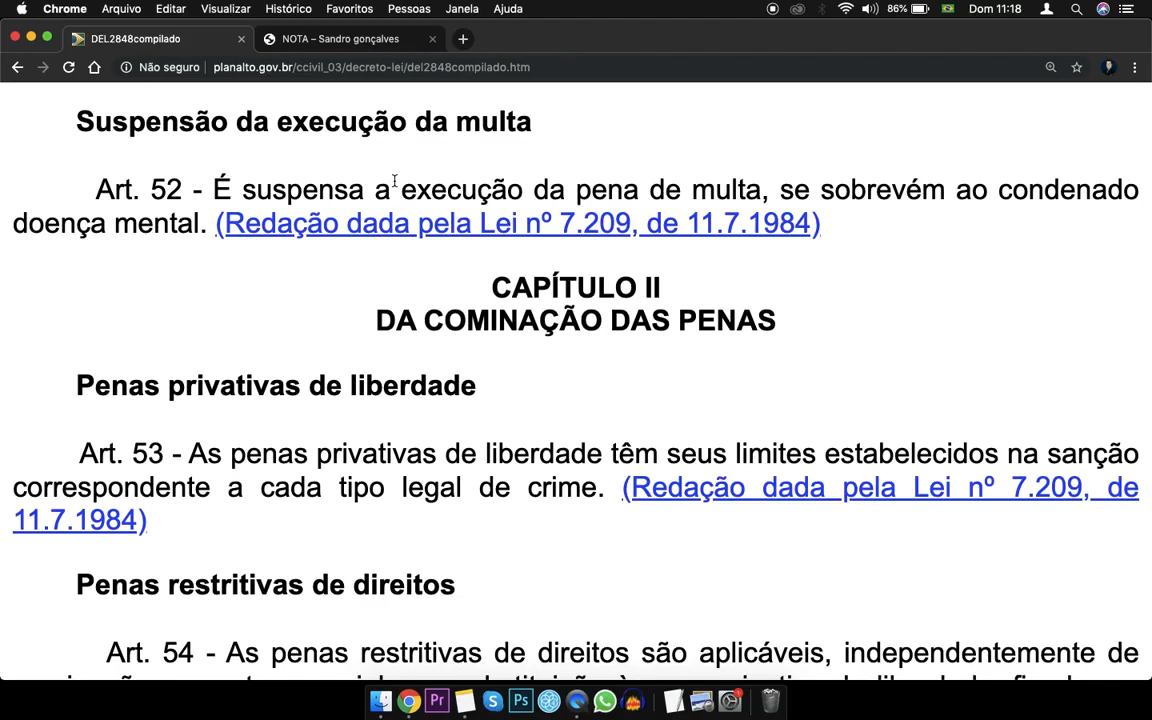 Chrome Arquivo Editar Visualizar Histórico Favoritos Pessoas Janela Ajuda 86% Dom 11:18
DEL2848compilado NOTA – Sandro gonçalves
Não seguro planalto.gov.br/ccivil_03/decreto-lei/del2848compilado.htm
Suspensão da execução da multa
Art. 52 - É suspensa a execução da pena de multa, se sobrevém ao condenado
doença mental. (Redação dada pela Lei nº 7.209, de 11.7.1984)
CAPÍTULO II
DA COMINAÇÃO DAS PENAS
Penas privativas de liberdade
Art. 53 - As penas privativas de liberdade têm seus limites estabelecidos na sanção
correspondente a cada tipo legal de crime. (Redação dada pela Lei nº 7.209, de
11.7.1984)
Penas restritivas de direitos
Art. 54 - As penas restritivas de direitos são aplicáveis, independentemente de
Pr Ps